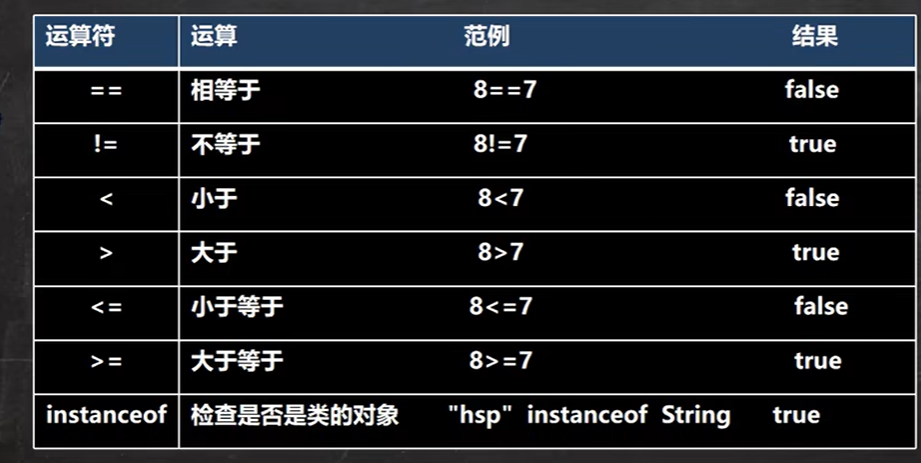 运算符 运算 范例 结果
== 相等于 8==7 false
!= 不等于 8!=7 true
< 小于 8<7 false
> 大于 8>7 true
<= 小于等于 8<=7 false
>= 大于等于 8>=7 true
instanceof 检查是否是类的对象 "hsp" instanceof String true